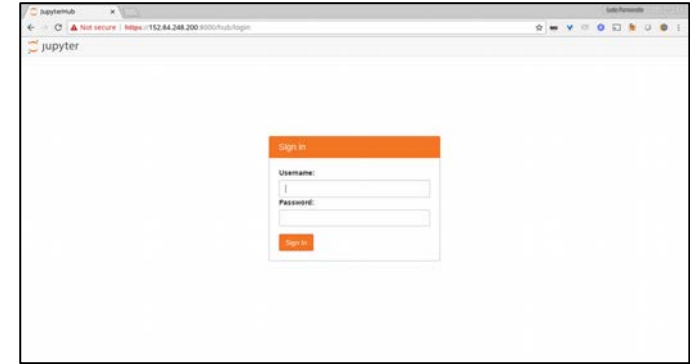 JupyterHub
Not secure | https://152.84.248.200:8000/hub/login
jupyter
Sign in
Username:
Password:
Sign In